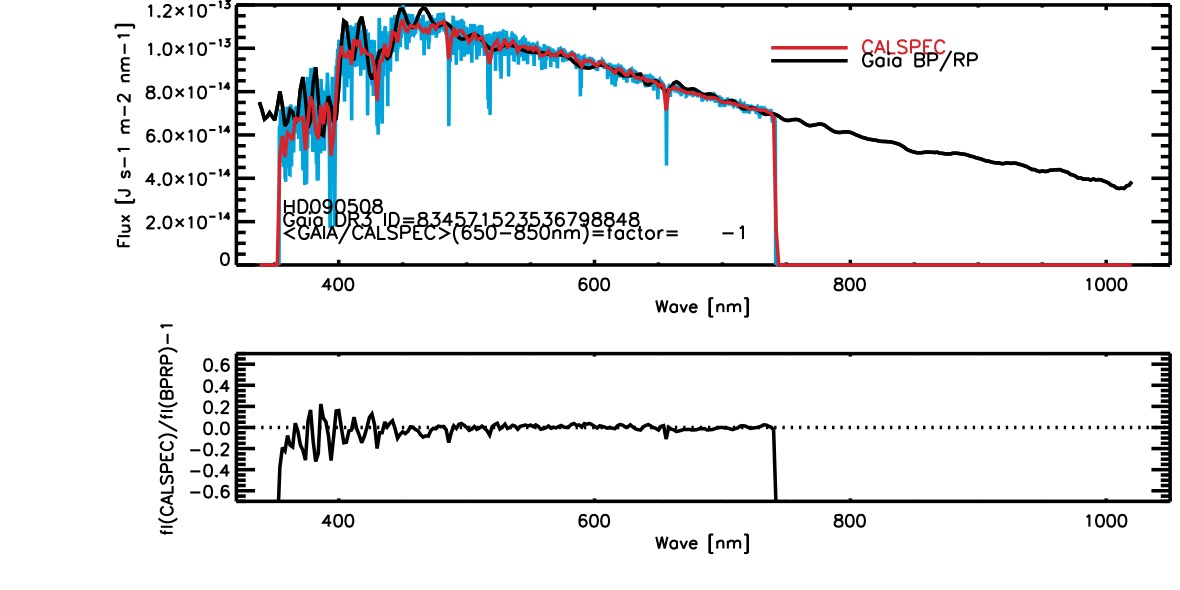 1.2×10−13
1.0×10−13
8.0×10−14
6.0×10−14
4.0×10−14
2.0×10−14
0
Flux [J s−1 m−2 nm−1]
CALSPEC
Gaia BP/RP
HD090508
Gaia DR3 ID=834571523536798848
<GAIA/CALSPEC>(650−850nm)=factor= −1
400 600 800 1000
Wave [nm]
0.6
0.4
0.2
0.0
−0.2
−0.4
−0.6
fl(CALSPEC)/fl(BPRP)−1
400 600 800 1000
Wave [nm]